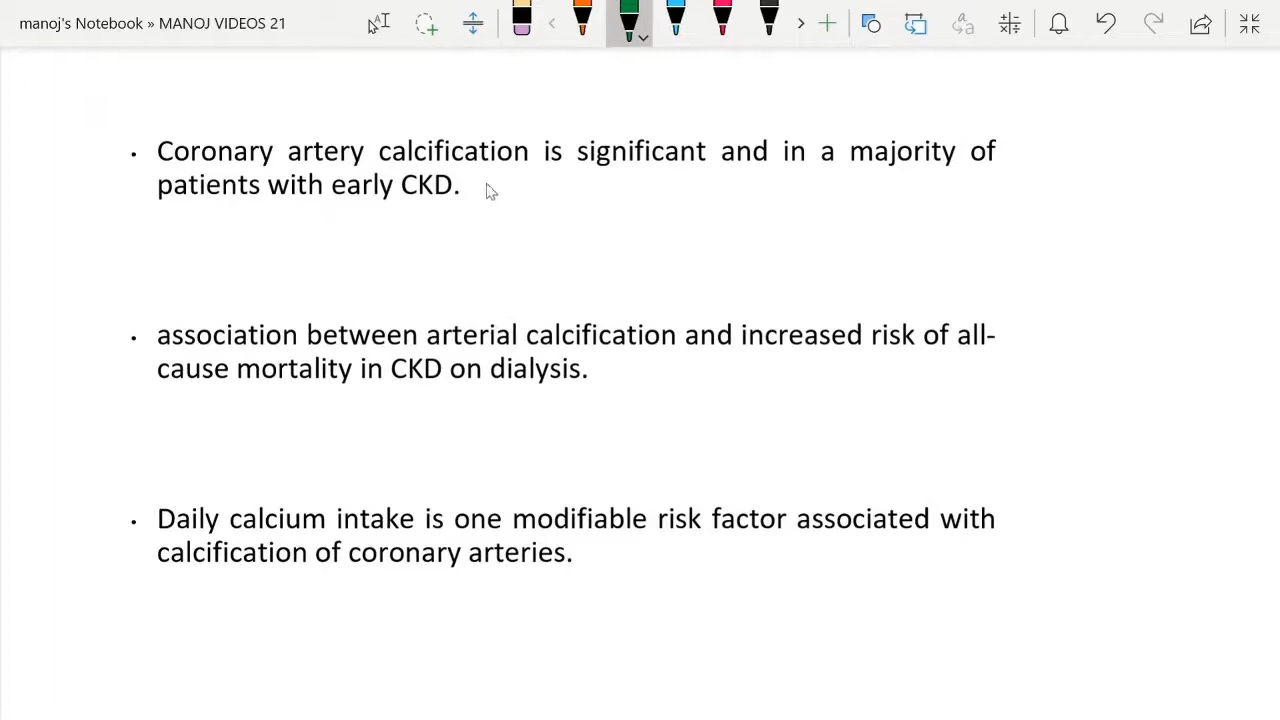 manoj's Notebook » MANOJ VIDEOS 21
• Coronary artery calcification is significant and in a majority of
patients with early CKD.
• association between arterial calcification and increased risk of all-
cause mortality in CKD on dialysis.
• Daily calcium intake is one modifiable risk factor associated with
calcification of coronary arteries.